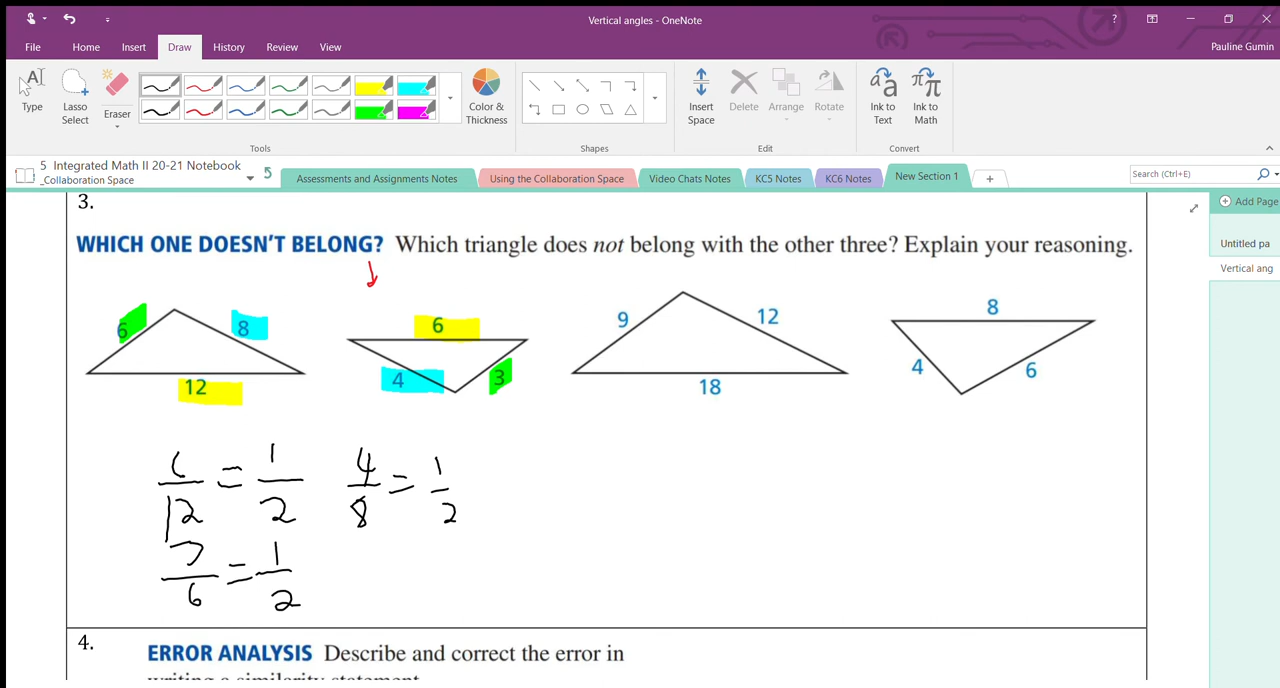 Vertical angles - OneNote
?
File Home Insert Draw History Review View
Pauline Gumin
Type
Lasso
Select
Eraser
Color &
Thickness
Insert
Space
Delete
Arrange
Rotate
Ink to
Text
Ink to
Math
Tools
Shapes
Edit
Convert
5 Integrated Math II 20-21 Notebook
_Collaboration Space
5
Assessments and Assignments Notes
Using the Collaboration Space
Video Chats Notes
KC5 Notes
KC6 Notes
New Section 1
+
Search (Ctrl+E)
Add Page
Untitled pa
Vertical ang
3.
WHICH ONE DOESN'T BELONG? Which triangle does not belong with the other three? Explain your reasoning.
6 8 12
6 4 3
9 12 18
8 4 6
6/12 = 1/2 4/8 = 1/2
3/6 = 1/2
4.
ERROR ANALYSIS Describe and correct the error in
writing a similarity statement.